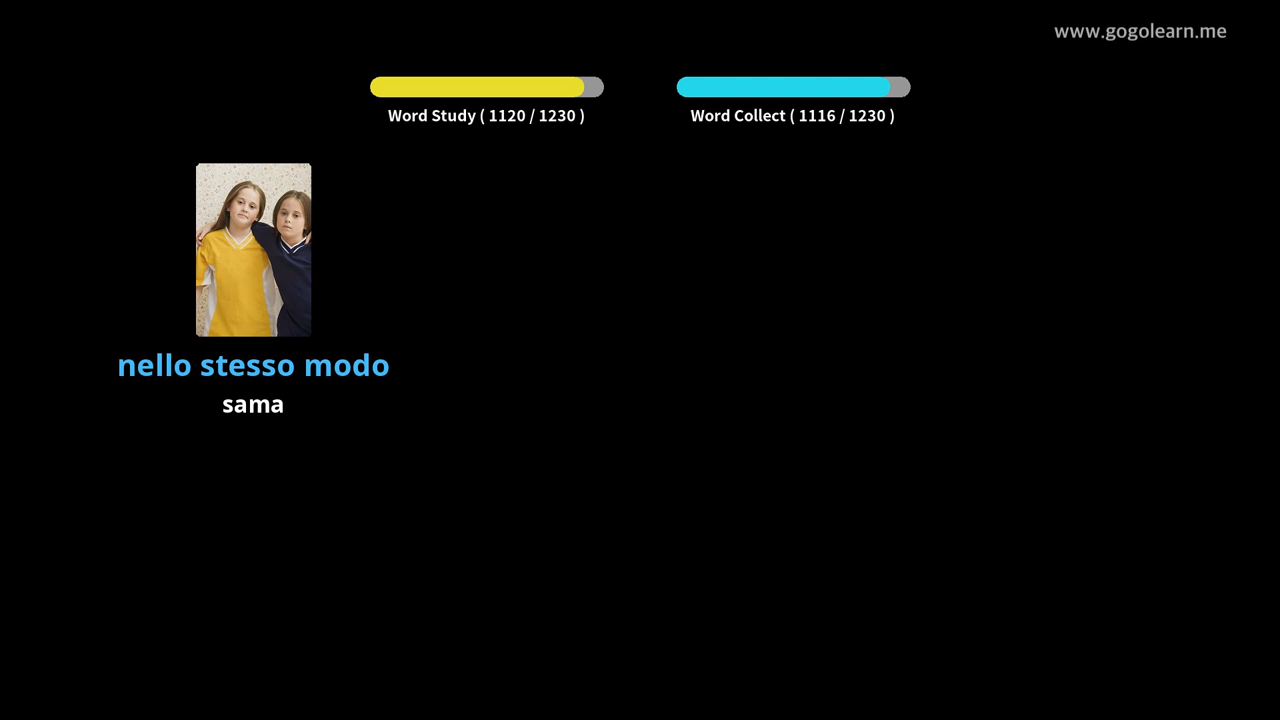 www.gogolearn.me
Word Study ( 1120 / 1230 )
Word Collect ( 1116 / 1230 )
nello stesso modo
sama